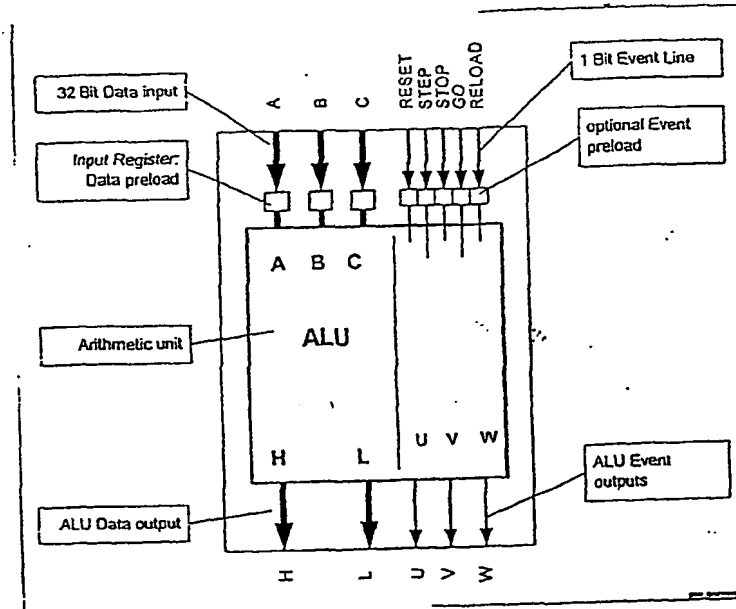 32 Bit Data input
A
B
C
RESET
STEP
STOP
GO
RELOAD
1 Bit Event Line
Input Register:
Data preload
optional Event
preload
A B C
Arithmetic unit
ALU
H L
U V W
ALU Data output
ALU Event
outputs
H
L
U
V
W